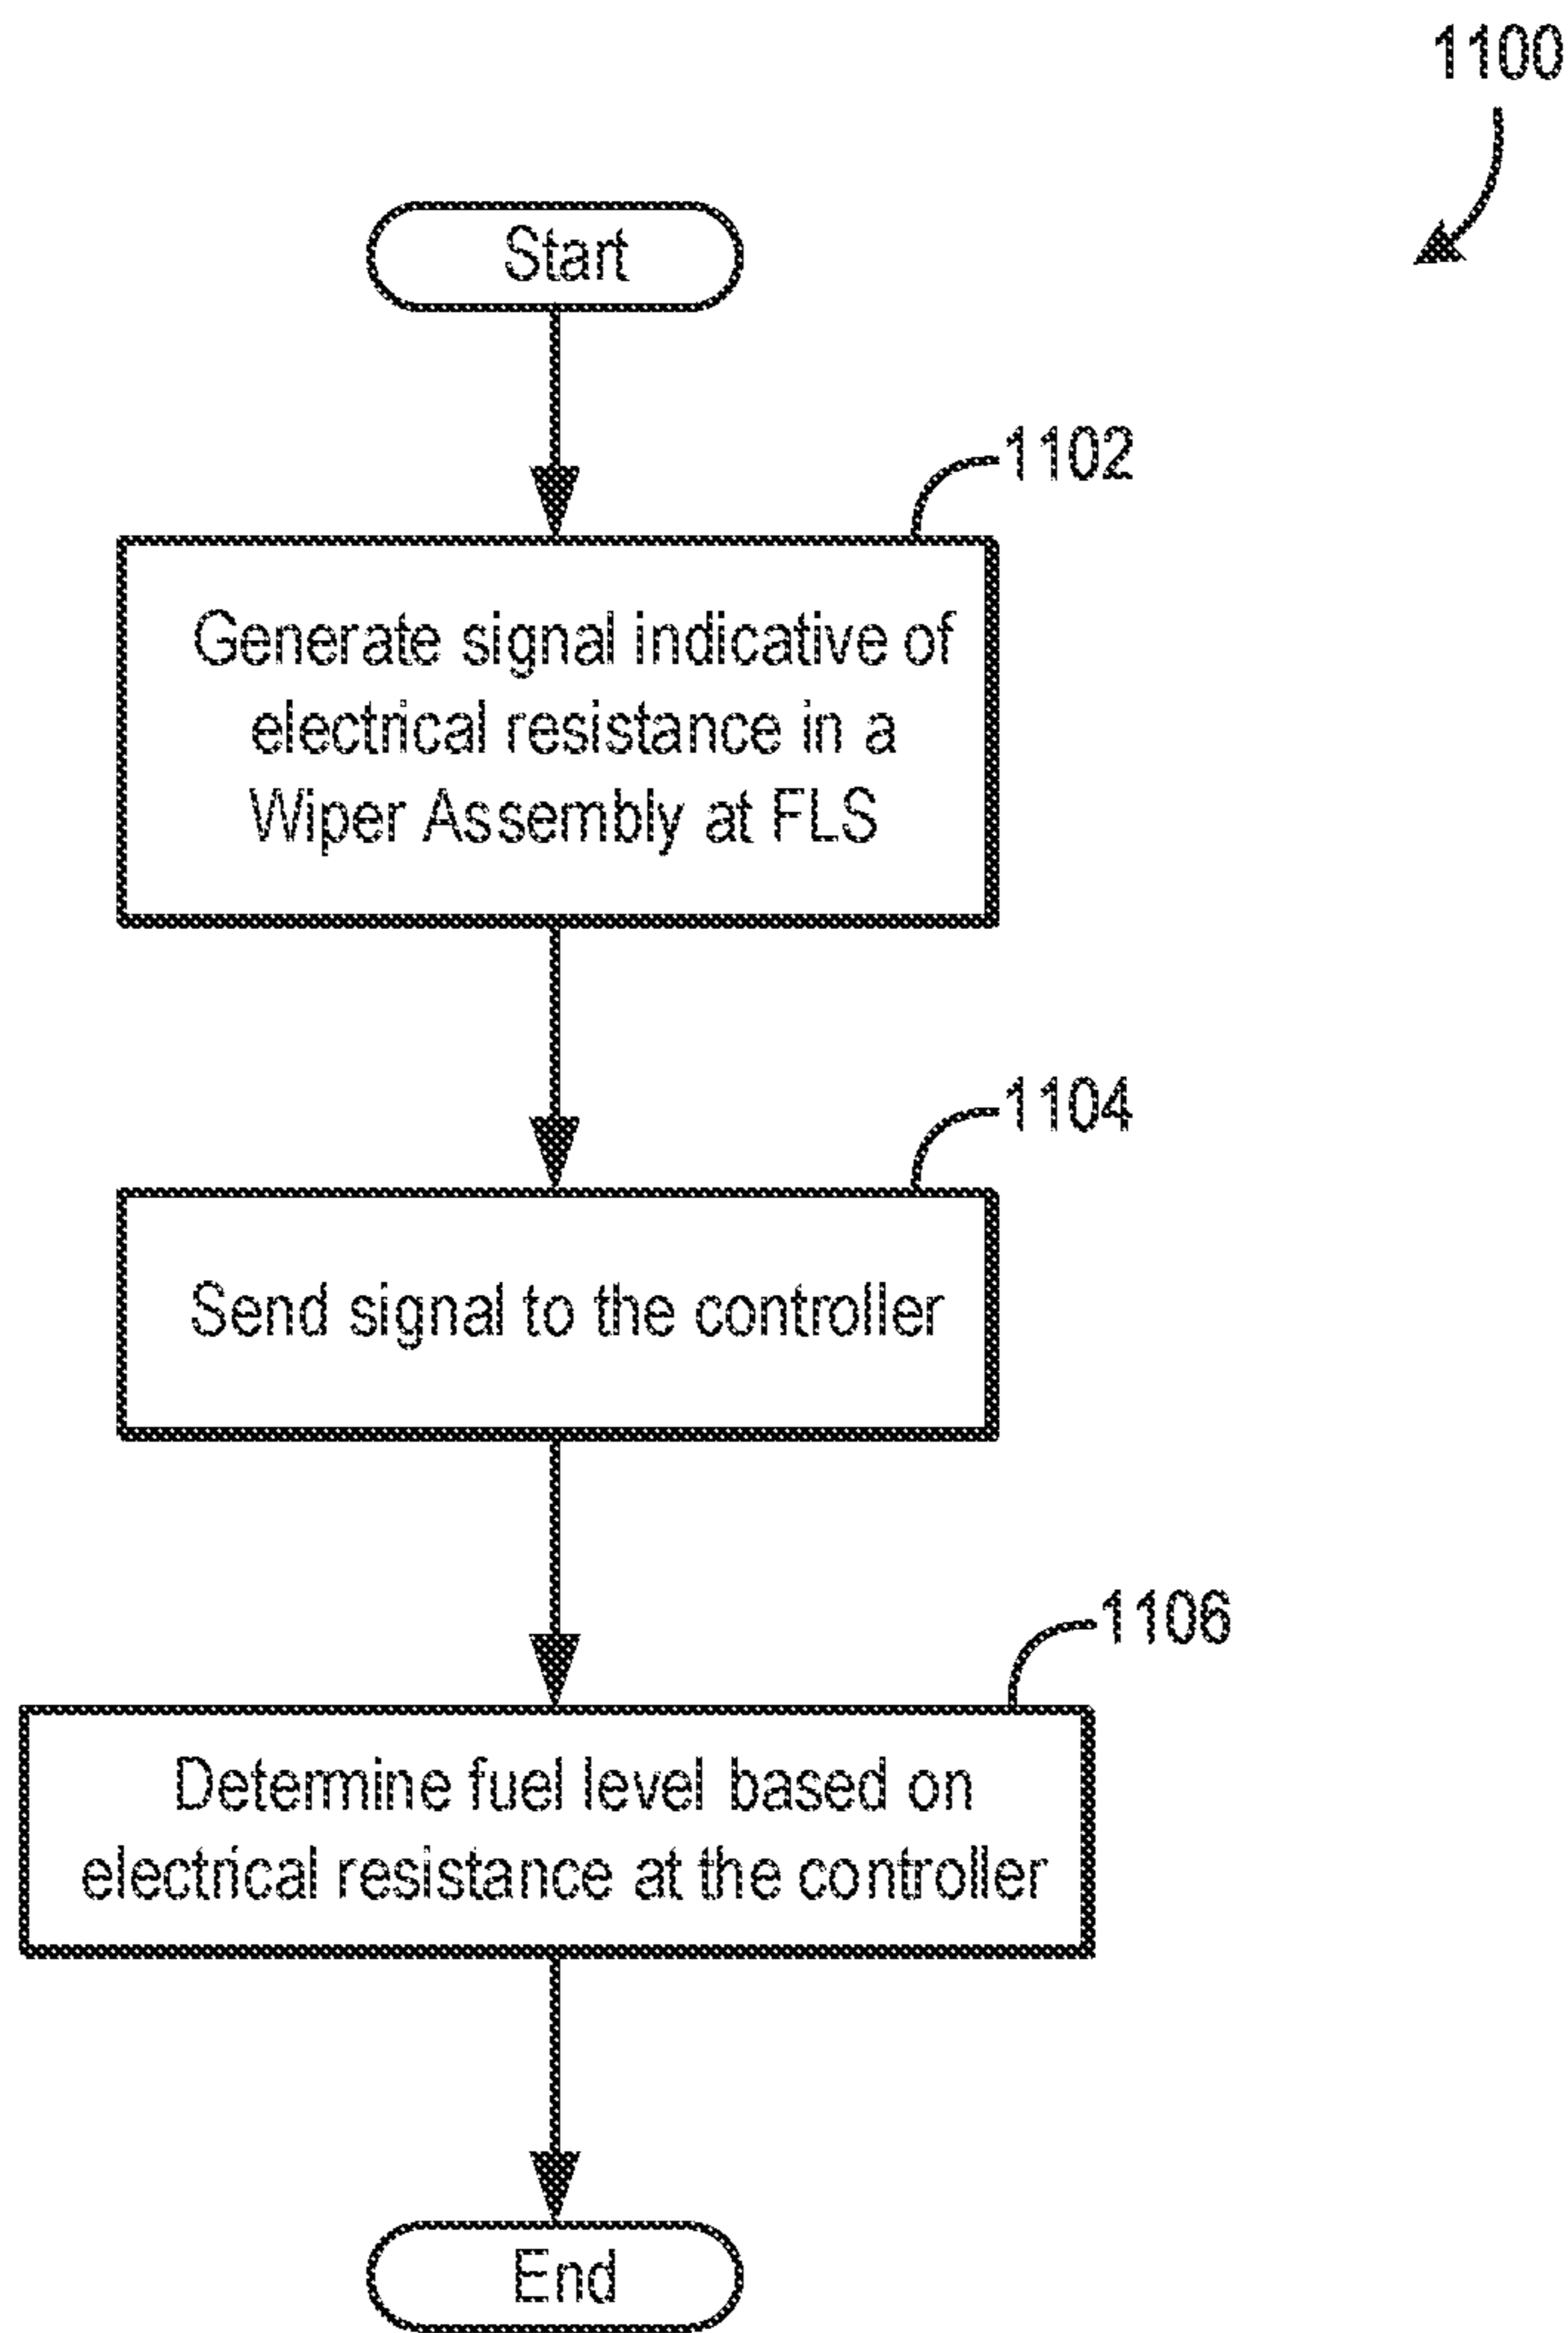 1100
Start
1102
Generate signal indicative of
electrical resistance in a
Wiper Assembly at FLS
1104
Send signal to the controller
1106
Determine fuel level based on
electrical resistance at the controller
End